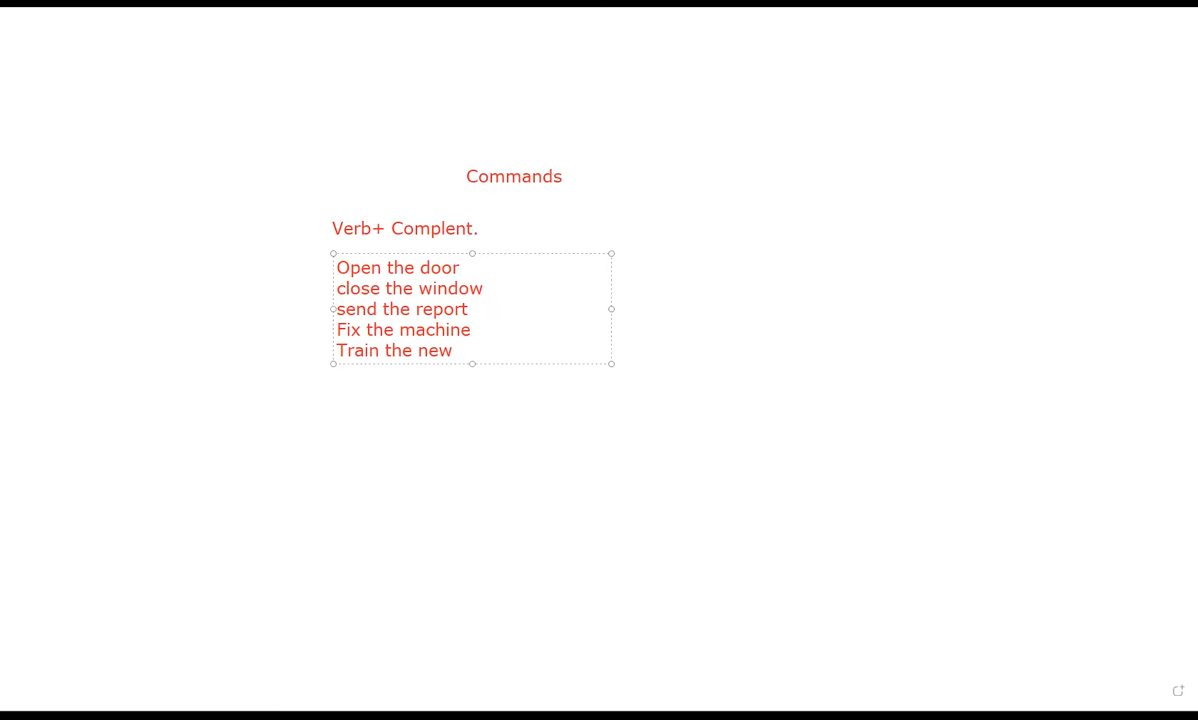 Commands
Verb+ Complent.
Open the door
close the window
send the report
Fix the machine
Train the new